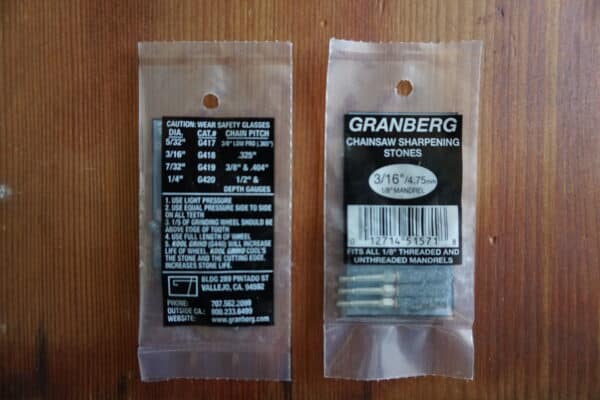 CAUTION: WEAR SAFETY GLASSES
DIA. CAT.# CHAIN PITCH
5/32" G417 3/8" LOW PRO (.365")
3/16" G418 .325"
7/32" G419 3/8" & .404"
1/4" G420 1/2" &
DEPTH GAUGES
1. USE LIGHT PRESSURE
2. USE EQUAL PRESSURE SIDE TO SIDE
ON ALL TEETH
3. 1/5 OF GRINDING WHEEL SHOULD BE
ABOVE EDGE OF TOOTH
4. USE FULL LENGTH OF WHEEL
5. KOOL GRIND (G440) WILL INCREASE
LIFE OF WHEEL. KOOL GRIND COOL'S
THE STONE AND THE CUTTING EDGE.
INCREASES STONE LIFE.
BLDG 289 PINTADO ST
VALLEJO, CA. 94592
PHONE: 707.562.2099
OUTSIDE CA.: 800.233.6499
WEBSITE: www.granberg.com
GRANBERG
CHAINSAW SHARPENING
STONES
3/16"/4.75mm
1/8" MANDREL
0 12714 51571 8
FITS ALL 1/8" THREADED AND
UNTHREADED MANDRELS